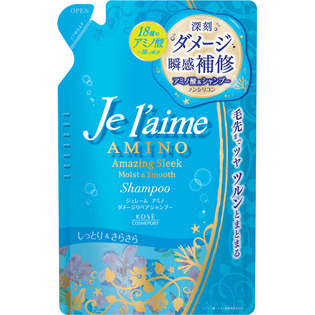 OPEN
18種の
アミノ酸
深刻
ダメージ
瞬感補修
アミノ酸系シャンプー
ノンシリコン
Je l'aime
AMINO
Amazing Sleek
Moist & Smooth
Shampoo
ジュレーム アミノ
ダメージリペアシャンプー
KOSÉ
COSMEPORT
毛先までツヤ ツルンとまとまる
しっとり&さらさら